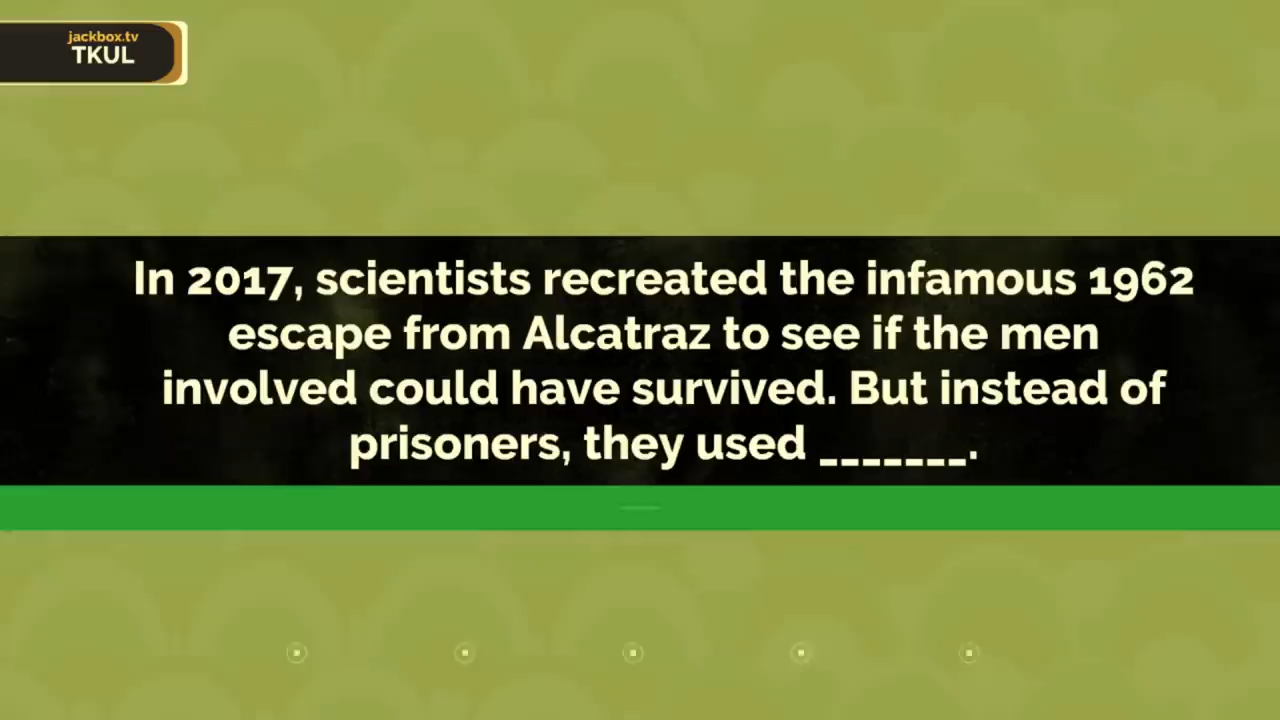 jackbox.tv
TKUL
In 2017, scientists recreated the infamous 1962
escape from Alcatraz to see if the men
involved could have survived. But instead of
prisoners, they used _______.